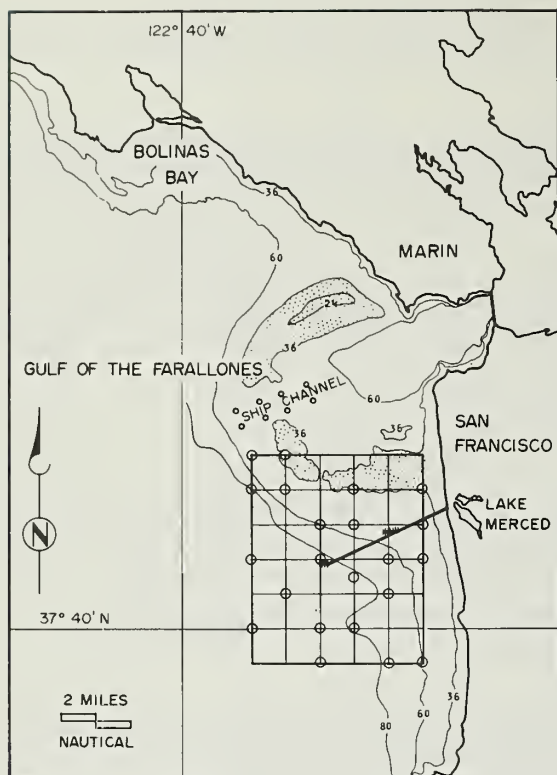 122° 40' W
BOLINAS
BAY
36
60
MARIN
24
36
GULF OF THE FARALLONES
60
SHIP CHANNEL
36
36
SAN
FRANCISCO
LAKE
MERCED
N
37° 40' N
2 MILES
NAUTICAL
80
60
36